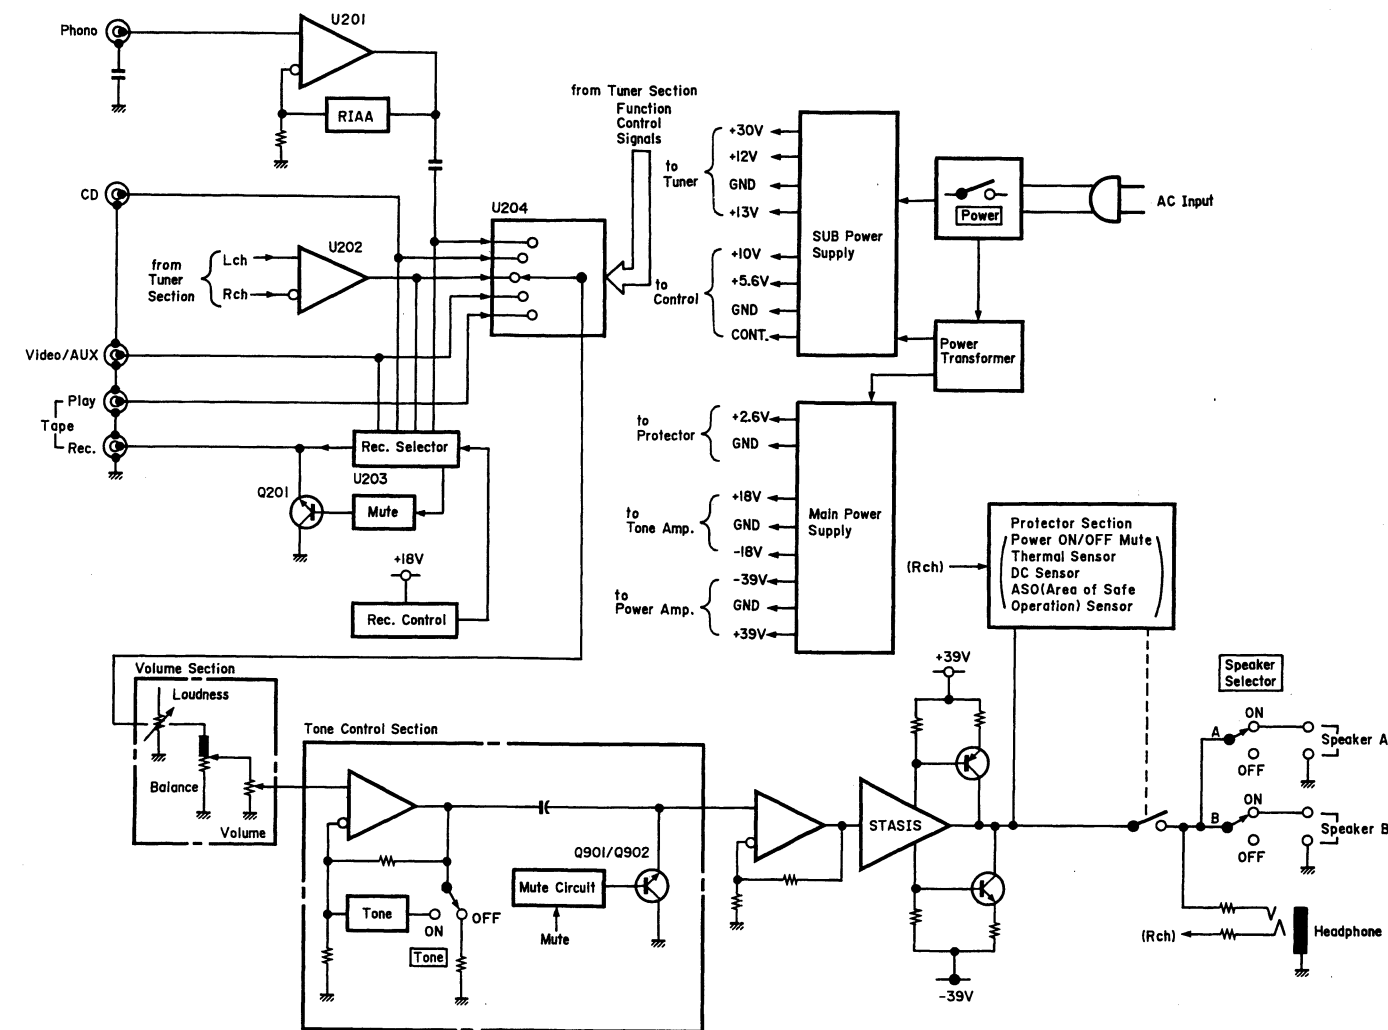 Phono
U201
RIAA
from Tuner Section
Function
Control
Signals
CD
U204
U202
from
Tuner
Section
Lch
Rch
Video/AUX
Play
Tape
Rec.
Rec. Selector
U203
Q201
Mute
+18V
Rec. Control
to
Tuner
+30V
+12V
GND
+13V
to
Control
+10V
+5.6V
GND
CONT.
SUB Power
Supply
Power
AC Input
Power
Transformer
to
Protector
+2.6V
GND
to
Tone Amp.
+18V
GND
-18V
to
Power Amp.
-39V
GND
+39V
Main Power
Supply
(Rch)
Protector Section
Power ON/OFF Mute
Thermal Sensor
DC Sensor
ASO(Area of Safe
Operation) Sensor
Volume Section
Loudness
Balance
Volume
Tone Control Section
Tone
ON
OFF
Tone
Q901/Q902
Mute Circuit
Mute
STASIS
+39V
-39V
Speaker
Selector
A
ON
OFF
Speaker A
B
ON
OFF
Speaker B
(Rch)
Headphone